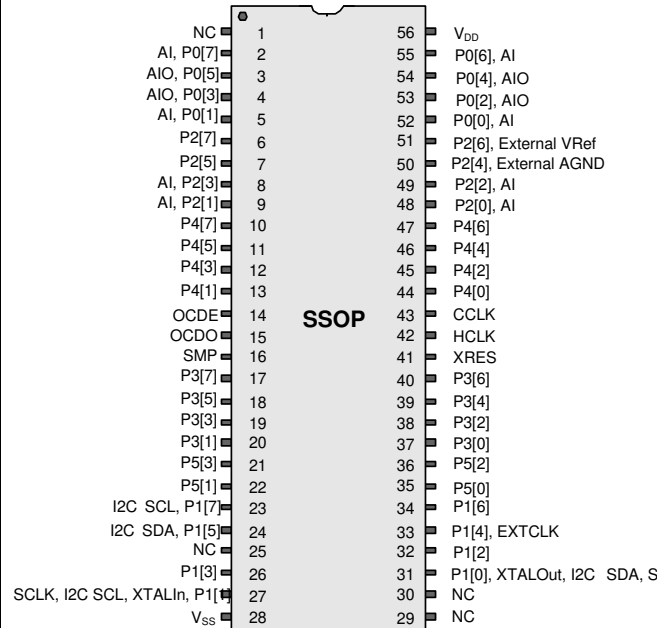 NC 1 56 VDD
AI, P0[7] 2 55 P0[6], AI
AIO, P0[5] 3 54 P0[4], AIO
AIO, P0[3] 4 53 P0[2], AIO
AI, P0[1] 5 52 P0[0], AI
P2[7] 6 51 P2[6], External VRef
P2[5] 7 50 P2[4], External AGND
AI, P2[3] 8 49 P2[2], AI
AI, P2[1] 9 48 P2[0], AI
P4[7] 10 47 P4[6]
P4[5] 11 46 P4[4]
P4[3] 12 45 P4[2]
P4[1] 13 44 P4[0]
OCDE 14 SSOP 43 CCLK
OCDO 15 42 HCLK
SMP 16 41 XRES
P3[7] 17 40 P3[6]
P3[5] 18 39 P3[4]
P3[3] 19 38 P3[2]
P3[1] 20 37 P3[0]
P5[3] 21 36 P5[2]
P5[1] 22 35 P5[0]
I2C SCL, P1[7] 23 34 P1[6]
I2C SDA, P1[5] 24 33 P1[4], EXTCLK
NC 25 32 P1[2]
P1[3] 26 31 P1[0], XTALOut, I2C SDA, S
SCLK, I2C SCL, XTALIn, P1[1] 27 30 NC
VSS 28 29 NC